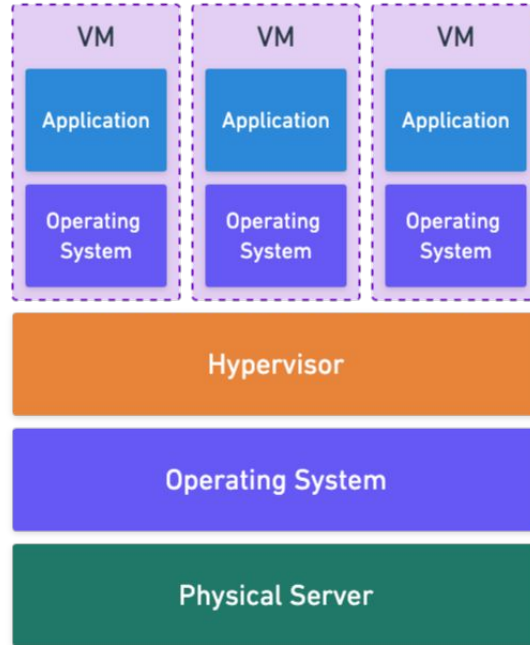 VM
VM
VM
Application
Application
Application
Operating
System
Operating
System
Operating
System
Hypervisor
Operating System
Physical Server